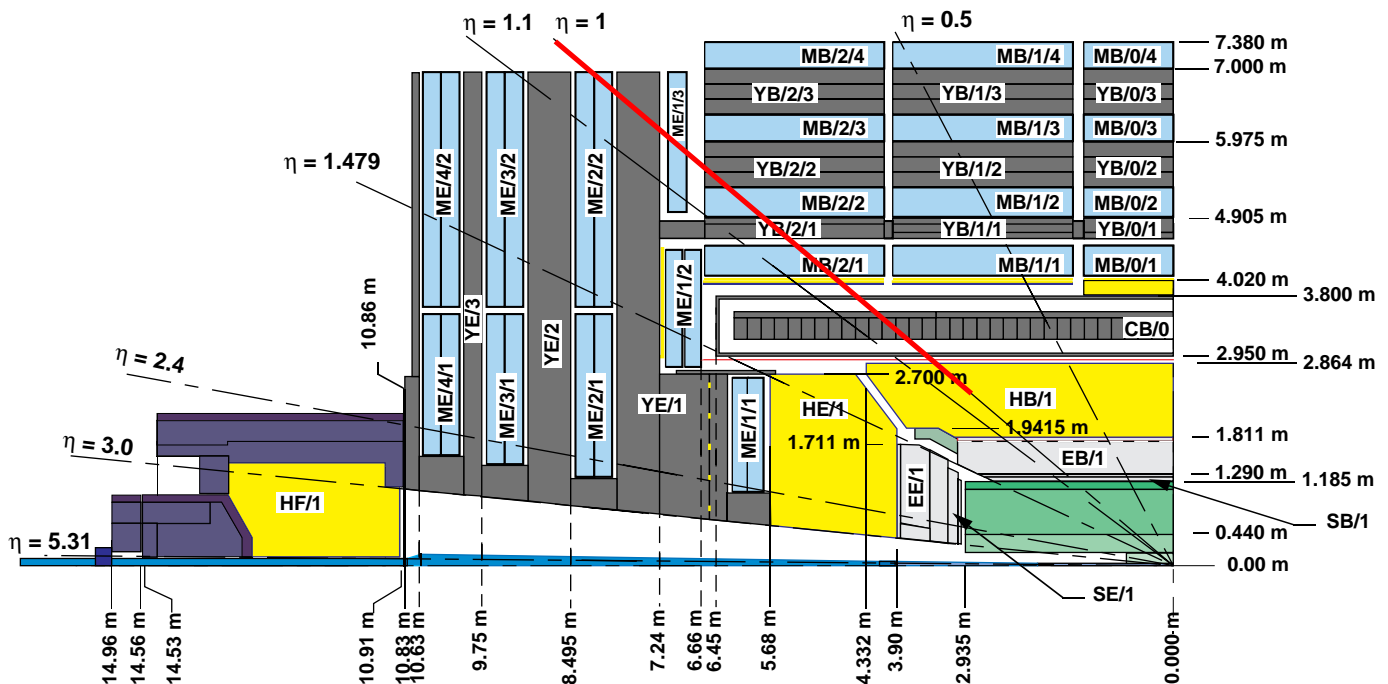 η = 1.1
η = 1
η = 0.5
η = 1.479
η = 2.4
η = 3.0
η = 5.31
MB/2/4
MB/1/4
MB/0/4
YB/2/3
YB/1/3
YB/0/3
MB/2/3
MB/1/3
MB/0/3
YB/2/2
YB/1/2
YB/0/2
MB/2/2
MB/1/2
MB/0/2
YB/2/1
YB/1/1
YB/0/1
MB/2/1
MB/1/1
MB/0/1
CB/0
7.380 m
7.000 m
5.975 m
4.905 m
4.020 m
3.800 m
2.950 m
2.864 m
1.811 m
1.290 m
1.185 m
0.440 m
0.00 m
ME/4/2
ME/3/2
ME/2/2
ME/1/3
ME/1/2
YE/3
YE/2
YE/1
ME/4/1
ME/3/1
ME/2/1
ME/1/1
10.86 m
HE/1
HB/1
2.700 m
1.9415 m
1.711 m
EB/1
EE/1
HF/1
SB/1
SE/1
14.96 m
14.56 m
14.53 m
10.91 m
10.83 m
10.63 m
9.75 m
8.495 m
7.24 m
6.66 m
6.45 m
5.68 m
4.332 m
3.90 m
2.935 m
0.000 m